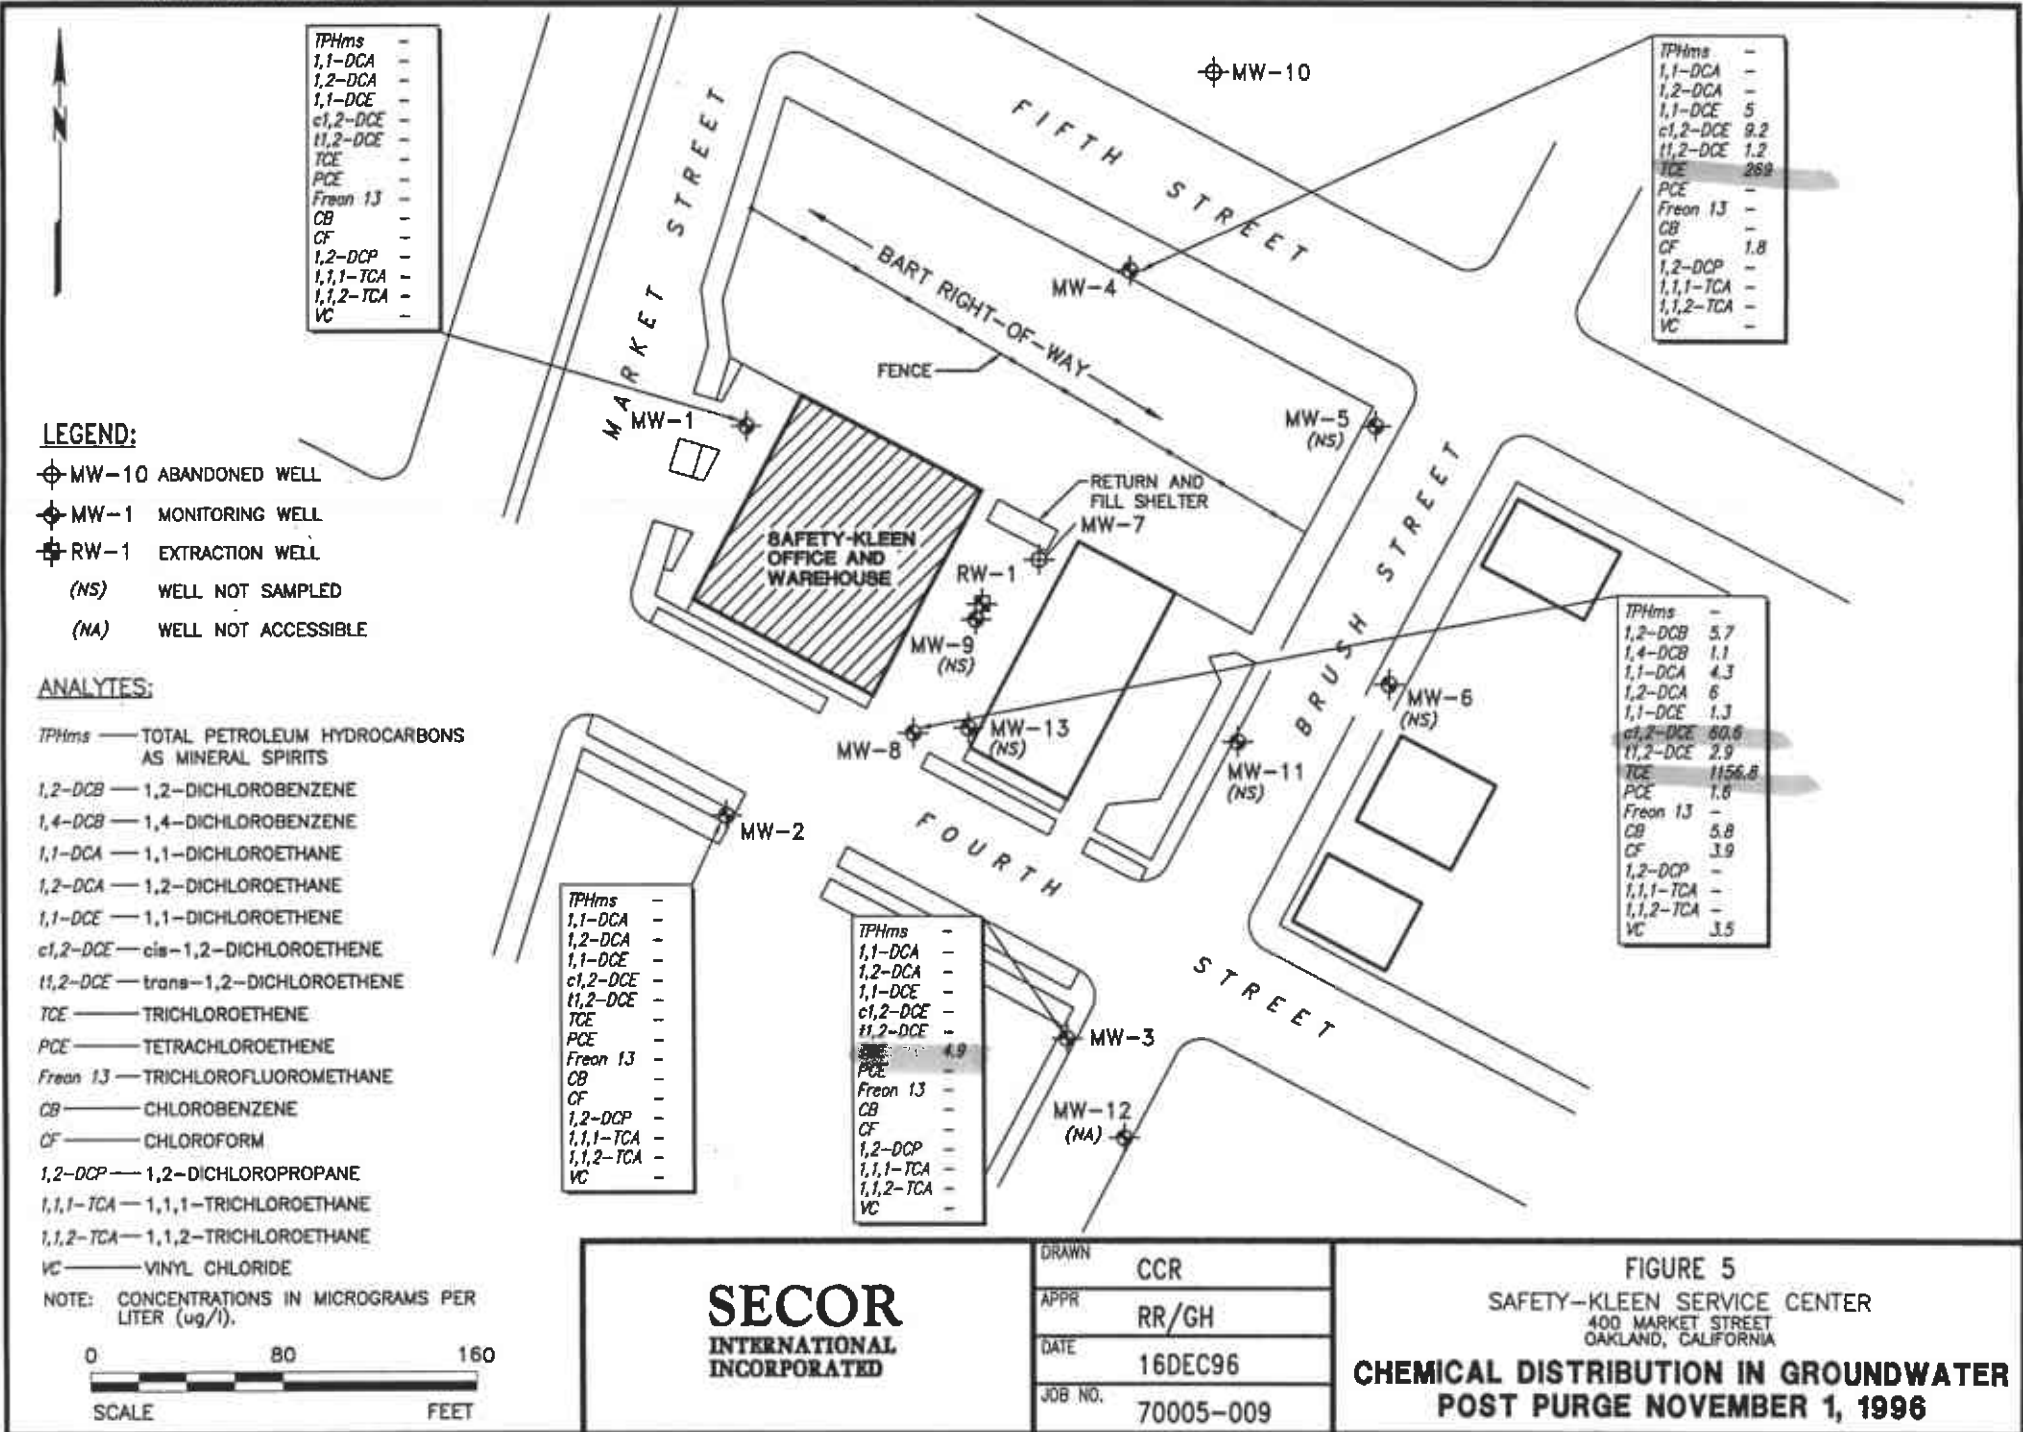 N
TPHms -
1,1-DCA -
1,2-DCA -
1,1-DCE -
c1,2-DCE -
t1,2-DCE -
TCE -
PCE -
Freon 13 -
CB -
CF -
1,2-DCP -
1,1,1-TCA -
1,1,2-TCA -
VC -
MARKET STREET
FIFTH STREET
MW-10
TPHms -
1,1-DCA -
1,2-DCA -
1,1-DCE 5
c1,2-DCE 9.2
t1,2-DCE 1.2
TCE 269
PCE -
Freon 13 -
CB -
CF 1.8
1,2-DCP -
1,1,1-TCA -
1,1,2-TCA -
VC -
BART RIGHT-OF-WAY
MW-4
FENCE
MW-1
MW-5
(NS)
RETURN AND
FILL SHELTER
MW-7
SAFETY-KLEEN
OFFICE AND
WAREHOUSE
RW-1
MW-9
(NS)
BRUSH STREET
MW-6
(NS)
MW-8
MW-13
(NS)
MW-11
(NS)
MW-2
FOURTH STREET
MW-3
MW-12
(NA)
TPHms -
1,2-DCB 5.7
1,4-DCB 1.1
1,1-DCA 4.3
1,2-DCA 6
1,1-DCE 1.3
c1,2-DCE 60.6
t1,2-DCE 2.9
TCE 1156.8
PCE 1.6
Freon 13 -
CB 5.8
CF 3.9
1,2-DCP -
1,1,1-TCA -
1,1,2-TCA -
VC 3.5
TPHms -
1,1-DCA -
1,2-DCA -
1,1-DCE -
c1,2-DCE -
t1,2-DCE -
TCE -
PCE -
Freon 13 -
CB -
CF -
1,2-DCP -
1,1,1-TCA -
1,1,2-TCA -
VC -
TPHms -
1,1-DCA -
1,2-DCA -
1,1-DCE -
c1,2-DCE -
t1,2-DCE -
4.9
PCE -
Freon 13 -
CB -
CF -
1,2-DCP -
1,1,1-TCA -
1,1,2-TCA -
VC -
LEGEND:
MW-10 ABANDONED WELL
MW-1 MONITORING WELL
RW-1 EXTRACTION WELL
(NS) WELL NOT SAMPLED
(NA) WELL NOT ACCESSIBLE
ANALYTES:
TPHms — TOTAL PETROLEUM HYDROCARBONS
AS MINERAL SPIRITS
1,2-DCB — 1,2-DICHLOROBENZENE
1,4-DCB — 1,4-DICHLOROBENZENE
1,1-DCA — 1,1-DICHLOROETHANE
1,2-DCA — 1,2-DICHLOROETHANE
1,1-DCE — 1,1-DICHLOROETHENE
c1,2-DCE — cis-1,2-DICHLOROETHENE
t1,2-DCE — trans-1,2-DICHLOROETHENE
TCE — TRICHLOROETHENE
PCE — TETRACHLOROETHENE
Freon 13 — TRICHLOROFLUOROMETHANE
CB — CHLOROBENZENE
CF — CHLOROFORM
1,2-DCP — 1,2-DICHLOROPROPANE
1,1,1-TCA — 1,1,1-TRICHLOROETHANE
1,1,2-TCA — 1,1,2-TRICHLOROETHANE
VC — VINYL CHLORIDE
NOTE: CONCENTRATIONS IN MICROGRAMS PER
LITER (ug/l).
0 80 160
SCALE FEET
SECOR
INTERNATIONAL
INCORPORATED
DRAWN CCR
APPR RR/GH
DATE 16DEC96
JOB NO. 70005-009
FIGURE 5
SAFETY-KLEEN SERVICE CENTER
400 MARKET STREET
OAKLAND, CALIFORNIA
CHEMICAL DISTRIBUTION IN GROUNDWATER
POST PURGE NOVEMBER 1, 1996